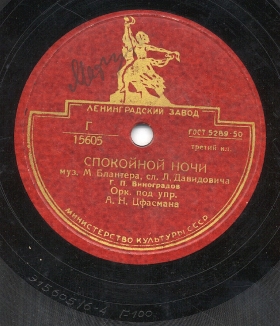 ЛЕНИНГРАДСКИЙ ЗАВОД
Г
15605
ГОСТ 5289-50
третий кл.
СПОКОЙНОЙ НОЧИ
муз. М. Блантера, сл. Л. Давидовича
Г. П. Виноградов
Орк. под упр.
А. Н. Цфасмана
МИНИСТЕРСТВО КУЛЬТУРЫ СССР